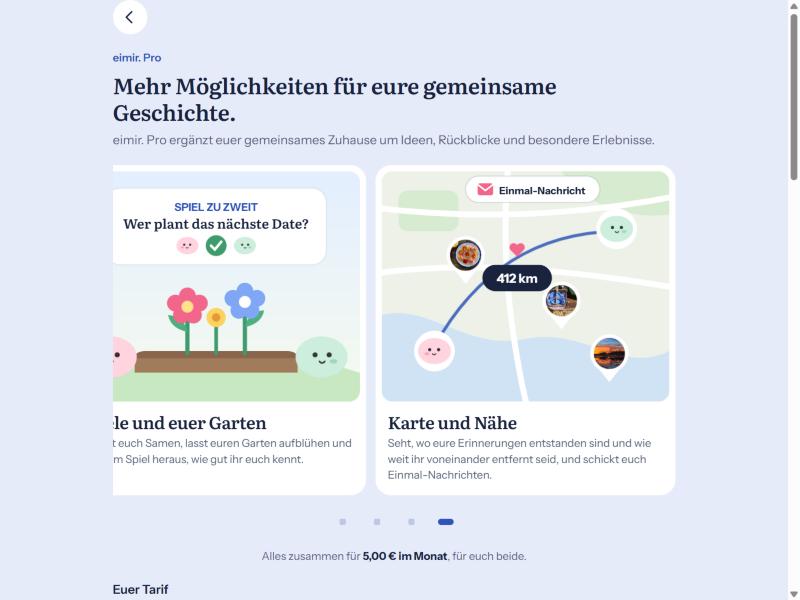 eimir. Pro
Mehr Möglichkeiten für eure gemeinsame
Geschichte.
eimir. Pro ergänzt euer gemeinsames Zuhause um Ideen, Rückblicke und besondere Erlebnisse.
SPIEL ZU ZWEIT
Wer plant das nächste Date?
und euer Garten
euch Samen, lasst euren Garten aufblühen und
Spiel heraus, wie gut ihr euch kennt.
Einmal-Nachricht
412 km
Karte und Nähe
Seht, wo eure Erinnerungen entstanden sind und wie
weit ihr voneinander entfernt seid, und schickt euch
Einmal-Nachrichten.
Alles zusammen für 5,00 € im Monat, für euch beide.
Euer Tarif